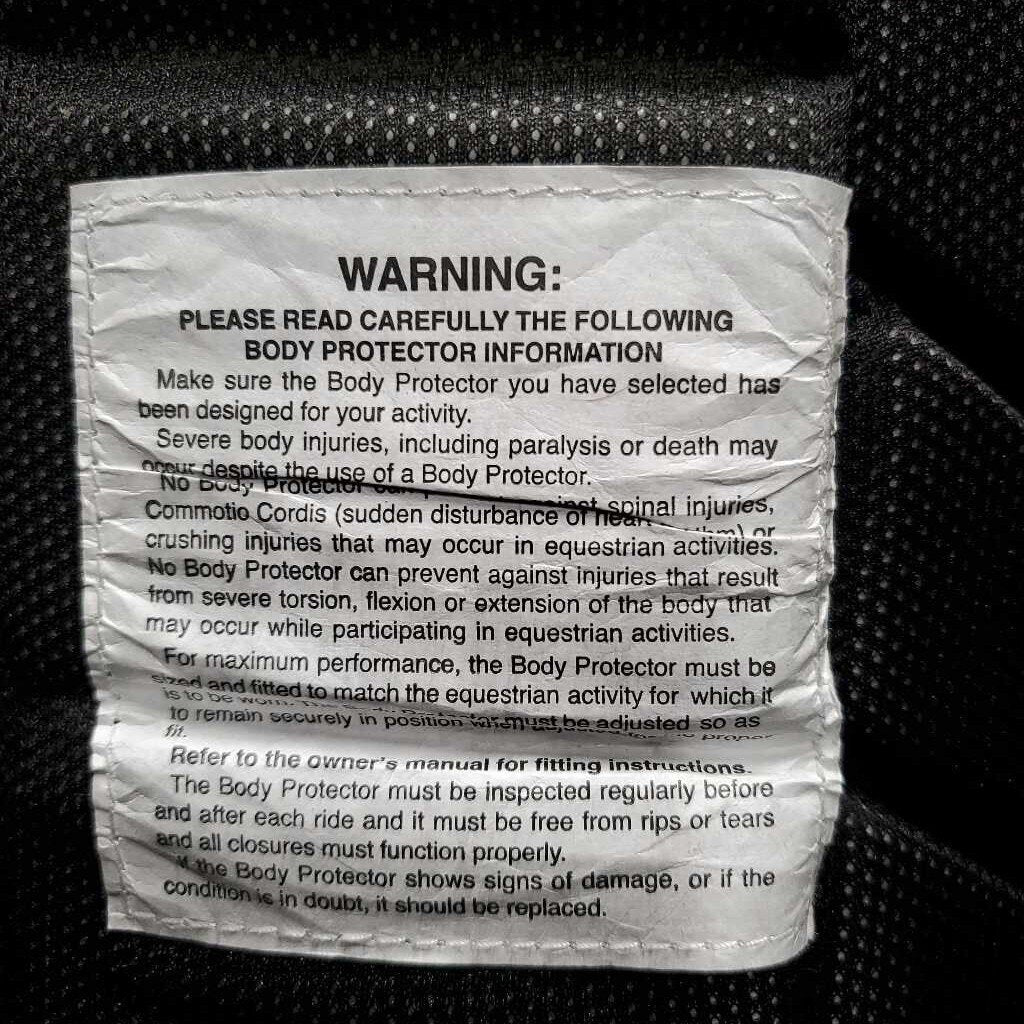 WARNING:
PLEASE READ CAREFULLY THE FOLLOWING
BODY PROTECTOR INFORMATION
Make sure the Body Protector you have selected has
been designed for your activity.
Severe body injuries, including paralysis or death may
occur despite the use of a Body Protector.
No Body Protector can spinal injuries,
Commotio Cordis (sudden disturbance of or
crushing injuries that may occur in equestrian activities.
No Body Protector can prevent against injuries that result
from severe torsion, flexion or extension of the body that
may occur while participating in equestrian activities.
For maximum performance, the Body Protector must be
sized and fitted to match the equestrian activity for which it
is to be worn.
to remain securely in position must be adjusted so as
fit.
Refer to the owner's manual for fitting instructions.
The Body Protector must be inspected regularly before
and after each ride and it must be free from rips or tears
and all closures must function properly.
If the Body Protector shows signs of damage, or if the
condition is in doubt, it should be replaced.